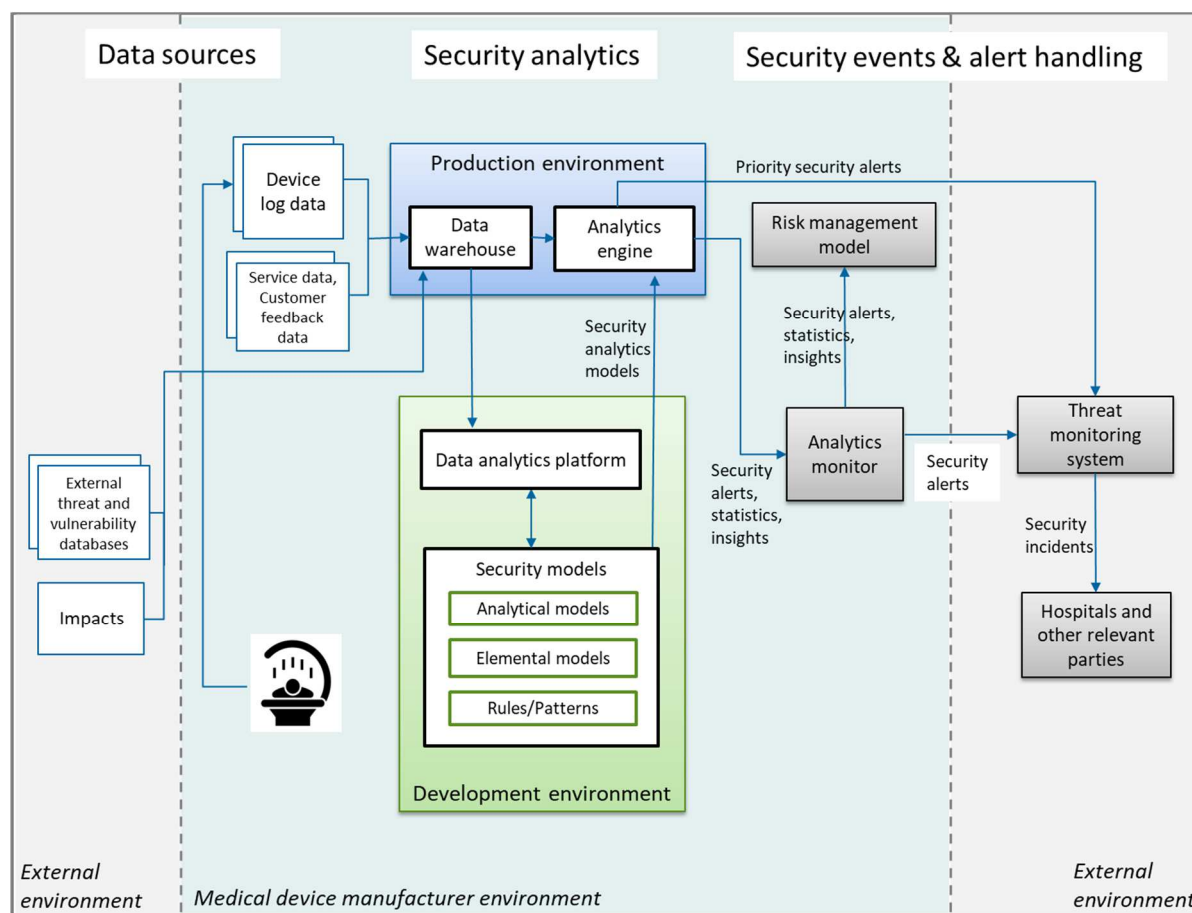 Data sources
Security analytics
Security events & alert handling
Device
log data
Service data,
Customer
feedback
data
External
threat and
vulnerability
databases
Impacts
Production environment
Data
warehouse
Analytics
engine
Security
analytics
models
Data analytics platform
Security models
Analytical models
Elemental models
Rules/Patterns
Development environment
Priority security alerts
Risk management
model
Security alerts,
statistics,
insights
Analytics
monitor
Security
alerts,
statistics,
insights
Security
alerts
Threat
monitoring
system
Security
incidents
Hospitals and
other relevant
parties
External
environment
Medical device manufacturer environment
External
environment